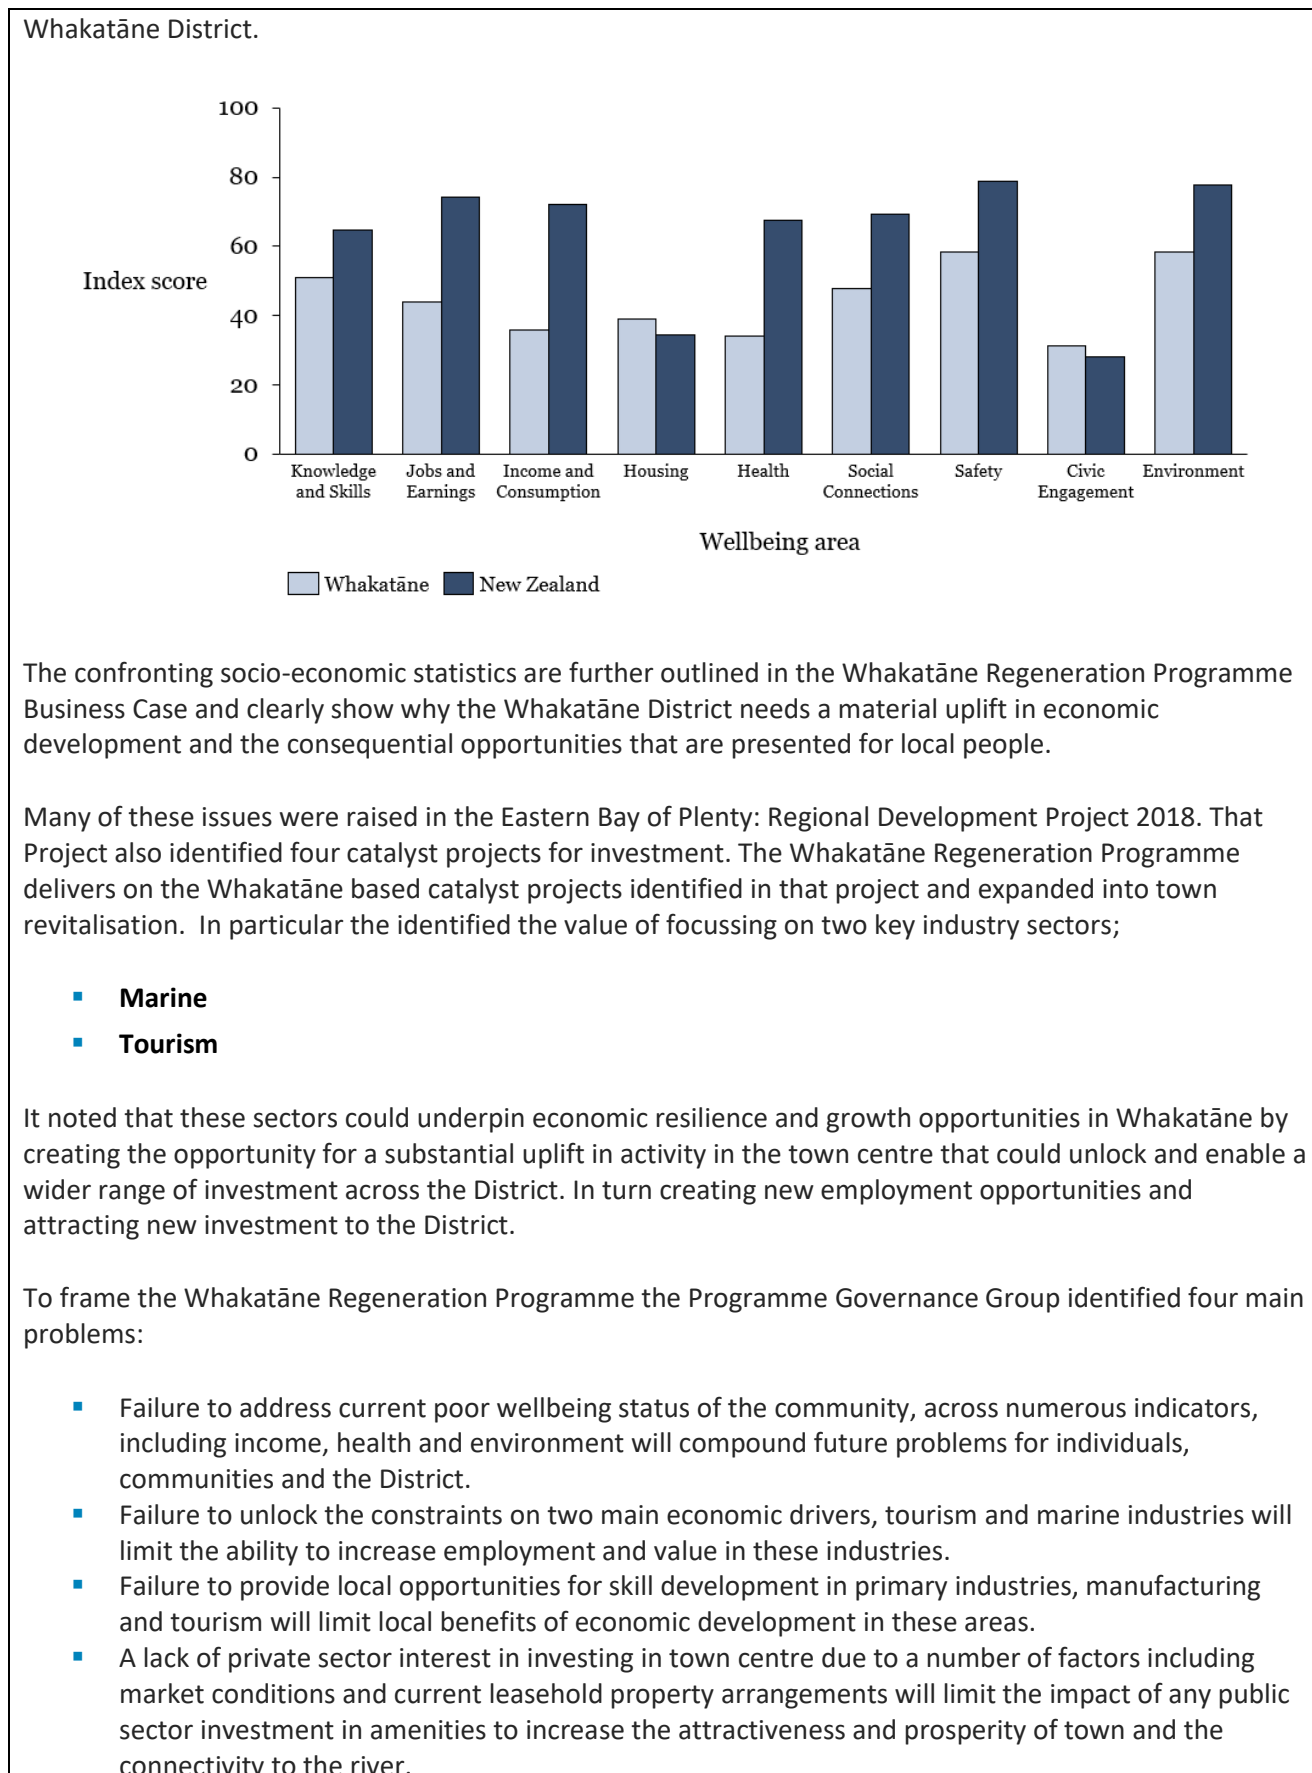 Whakatāne District.
100
80
60
40
20
0
Index score
Knowledge and Skills
Jobs and Earnings
Income and Consumption
Housing
Health
Social Connections
Safety
Civic Engagement
Environment
Wellbeing area
Whakatāne
New Zealand
The confronting socio-economic statistics are further outlined in the Whakatāne Regeneration Programme
Business Case and clearly show why the Whakatāne District needs a material uplift in economic
development and the consequential opportunities that are presented for local people.
Many of these issues were raised in the Eastern Bay of Plenty: Regional Development Project 2018. That
Project also identified four catalyst projects for investment. The Whakatāne Regeneration Programme
delivers on the Whakatāne based catalyst projects identified in that project and expanded into town
revitalisation.  In particular the identified the value of focussing on two key industry sectors;
▪ Marine
▪ Tourism
It noted that these sectors could underpin economic resilience and growth opportunities in Whakatāne by
creating the opportunity for a substantial uplift in activity in the town centre that could unlock and enable a
wider range of investment across the District. In turn creating new employment opportunities and
attracting new investment to the District.
To frame the Whakatāne Regeneration Programme the Programme Governance Group identified four main
problems:
▪ Failure to address current poor wellbeing status of the community, across numerous indicators,
including income, health and environment will compound future problems for individuals,
communities and the District.
▪ Failure to unlock the constraints on two main economic drivers, tourism and marine industries will
limit the ability to increase employment and value in these industries.
▪ Failure to provide local opportunities for skill development in primary industries, manufacturing
and tourism will limit local benefits of economic development in these areas.
▪ A lack of private sector interest in investing in town centre due to a number of factors including
market conditions and current leasehold property arrangements will limit the impact of any public
sector investment in amenities to increase the attractiveness and prosperity of town and the
connectivity to the river.